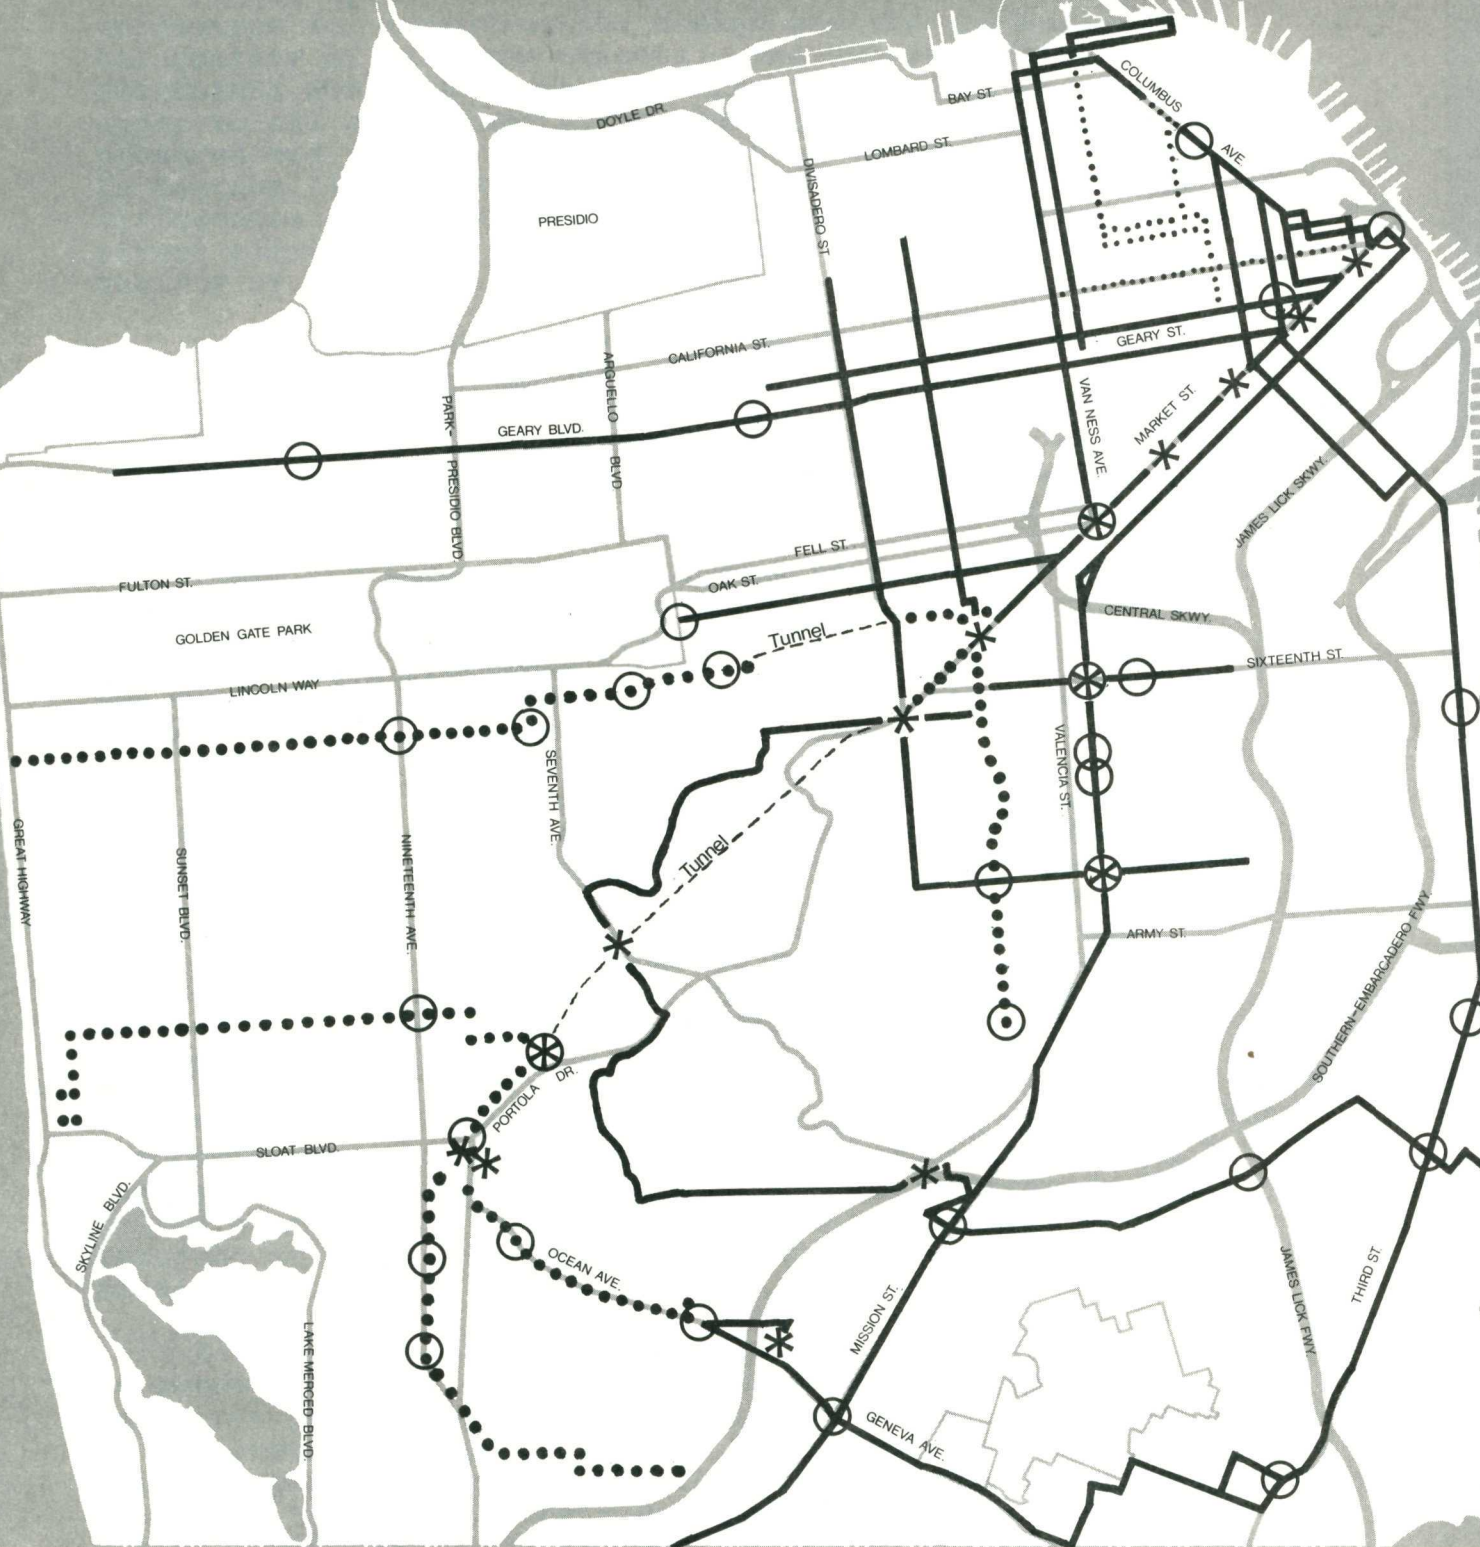 COLUMBUS
AVE.
BAY ST.
DOYLE DR.
LOMBARD ST.
DIVISADERO ST.
PRESIDIO
CALIFORNIA ST.
GEARY ST.
ARGUELLO
BLVD.
PARK-
PRESIDIO BLVD.
GEARY BLVD.
VAN NESS AVE.
MARKET ST.
JAMES LICK SKWY.
FELL ST.
OAK ST.
FULTON ST.
CENTRAL SKWY.
GOLDEN GATE PARK
Tunnel
SIXTEENTH ST.
LINCOLN WAY
VALENCIA ST.
SEVENTH AVE.
GREAT HIGHWAY
SUNSET BLVD.
NINETEENTH AVE.
Tunnel
ARMY ST.
SOUTHERN-EMBARCADERO FWY.
PORTOLA
DR.
SLOAT BLVD.
SKYLINE BLVD.
OCEAN AVE.
MISSION ST.
JAMES LICK FWY.
THIRD ST.
LAKE MERCED BLVD.
GENEVA AVE.